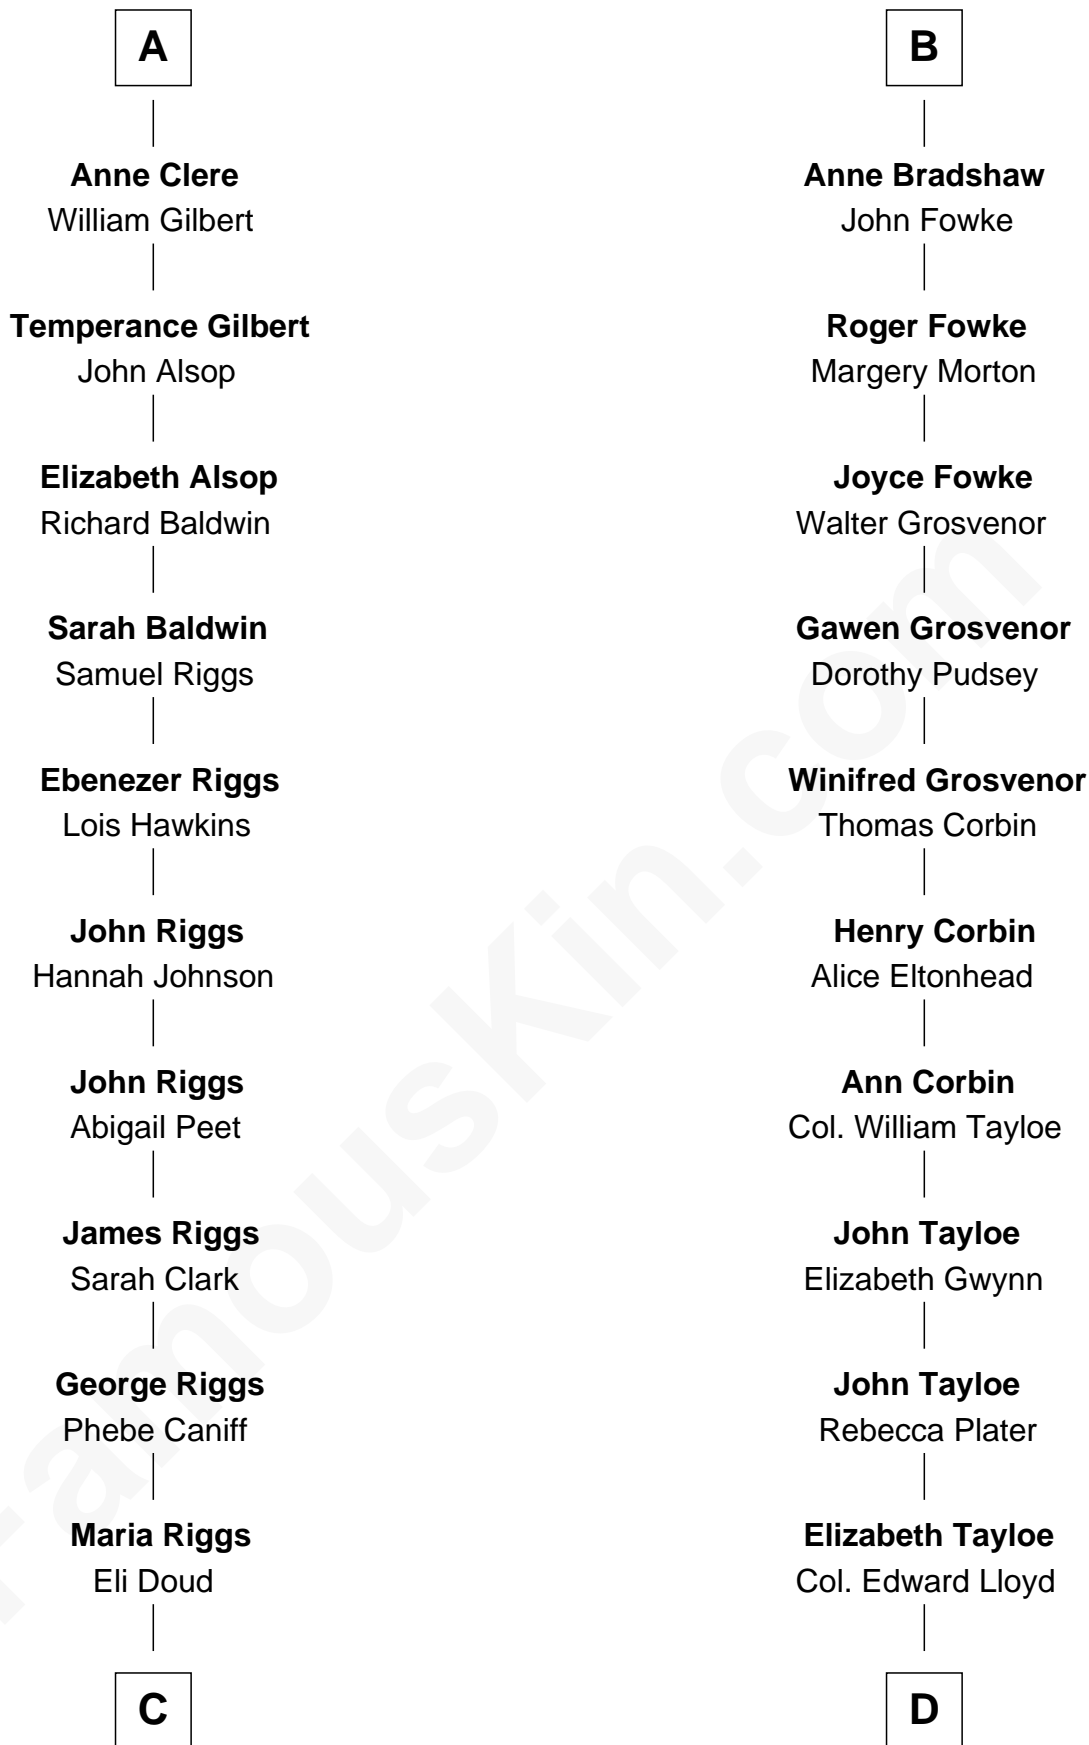 A
Anne Clere
William Gilbert
Temperance Gilbert
John Alsop
Elizabeth Alsop
Richard Baldwin
Sarah Baldwin
Samuel Riggs
Ebenezer Riggs
Lois Hawkins
John Riggs
Hannah Johnson
John Riggs
Abigail Peet
James Riggs
Sarah Clark
George Riggs
Phebe Caniff
Maria Riggs
Eli Doud
C
B
Anne Bradshaw
John Fowke
Roger Fowke
Margery Morton
Joyce Fowke
Walter Grosvenor
Gawen Grosvenor
Dorothy Pudsey
Winifred Grosvenor
Thomas Corbin
Henry Corbin
Alice Eltonhead
Ann Corbin
Col. William Tayloe
John Tayloe
Elizabeth Gwynn
John Tayloe
Rebecca Plater
Elizabeth Tayloe
Col. Edward Lloyd
D
FamousKin.com